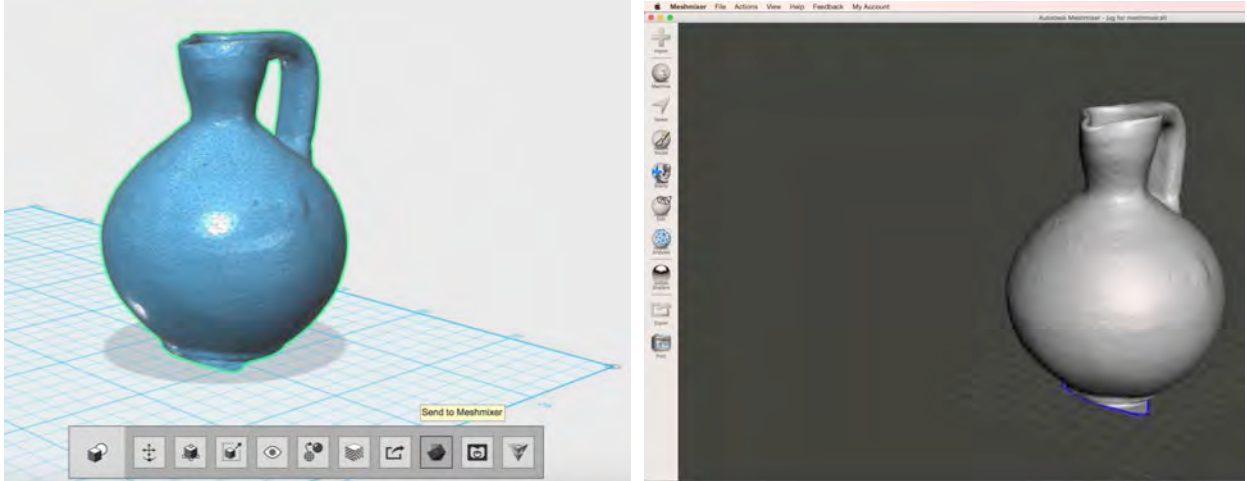 Send to Meshmixer
Meshmixer File Actions View Help Feedback My Account
Autodesk Meshmixer - jug for meshmixer.stl
Import
Meshmix
Select
Sculpt
Stamp
Edit
Analysis
Shaders
Export
Print